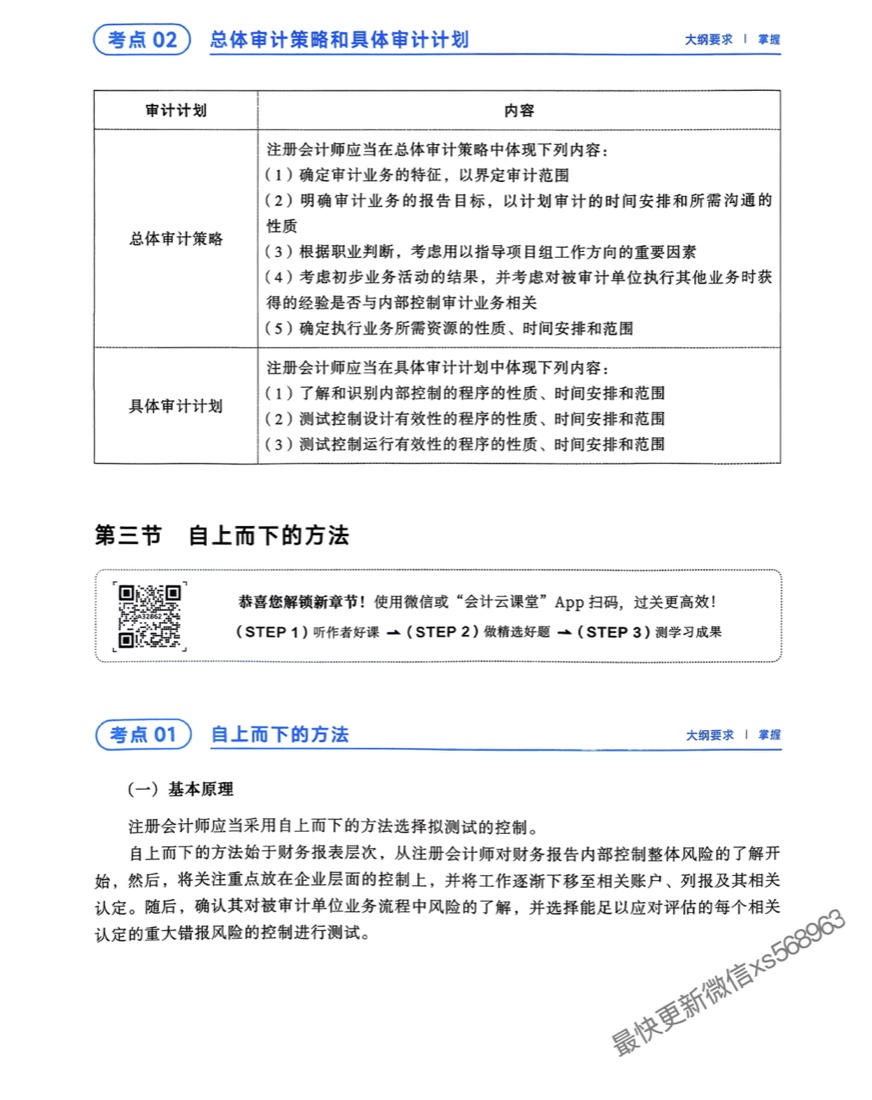 考点 02 总体审计策略和具体审计计划 大纲要求 | 掌握
审计计划 内容
总体审计策略
注册会计师应当在总体审计策略中体现下列内容：
（1）确定审计业务的特征，以界定审计范围
（2）明确审计业务的报告目标，以计划审计的时间安排和所需沟通的
性质
（3）根据职业判断，考虑用以指导项目组工作方向的重要因素
（4）考虑初步业务活动的结果，并考虑对被审计单位执行其他业务时获
得的经验是否与内部控制审计业务相关
（5）确定执行业务所需资源的性质、时间安排和范围
具体审计计划
注册会计师应当在具体审计计划中体现下列内容：
（1）了解和识别内部控制的程序的性质、时间安排和范围
（2）测试控制设计有效性的程序的性质、时间安排和范围
（3）测试控制运行有效性的程序的性质、时间安排和范围
第三节 自上而下的方法
A32862
恭喜您解锁新章节！使用微信或“会计云课堂”App 扫码，过关更高效！
（STEP 1）听作者好课 ⇀（STEP 2）做精选好题 ⇀（STEP 3）测学习成果
考点 01 自上而下的方法 大纲要求 | 掌握
（一）基本原理
注册会计师应当采用自上而下的方法选择拟测试的控制。
自上而下的方法始于财务报表层次，从注册会计师对财务报告内部控制整体风险的了解开
始，然后，将关注重点放在企业层面的控制上，并将工作逐渐下移至相关账户、列报及其相关
认定。随后，确认其对被审计单位业务流程中风险的了解，并选择能足以应对评估的每个相关
认定的重大错报风险的控制进行测试。
最快更新微信xs568963